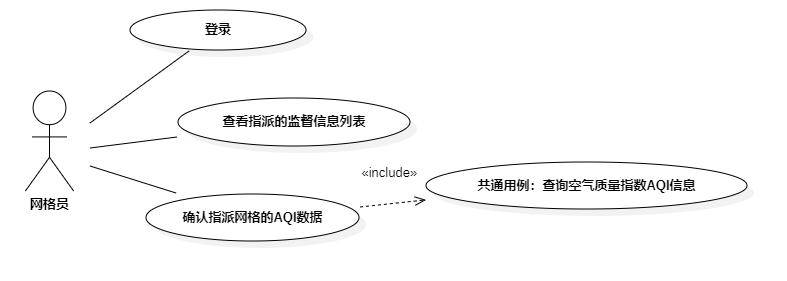 登录
查看指派的监督信息列表
«include»
共通用例：查询空气质量指数AQI信息
网格员
确认指派网格的AQI数据